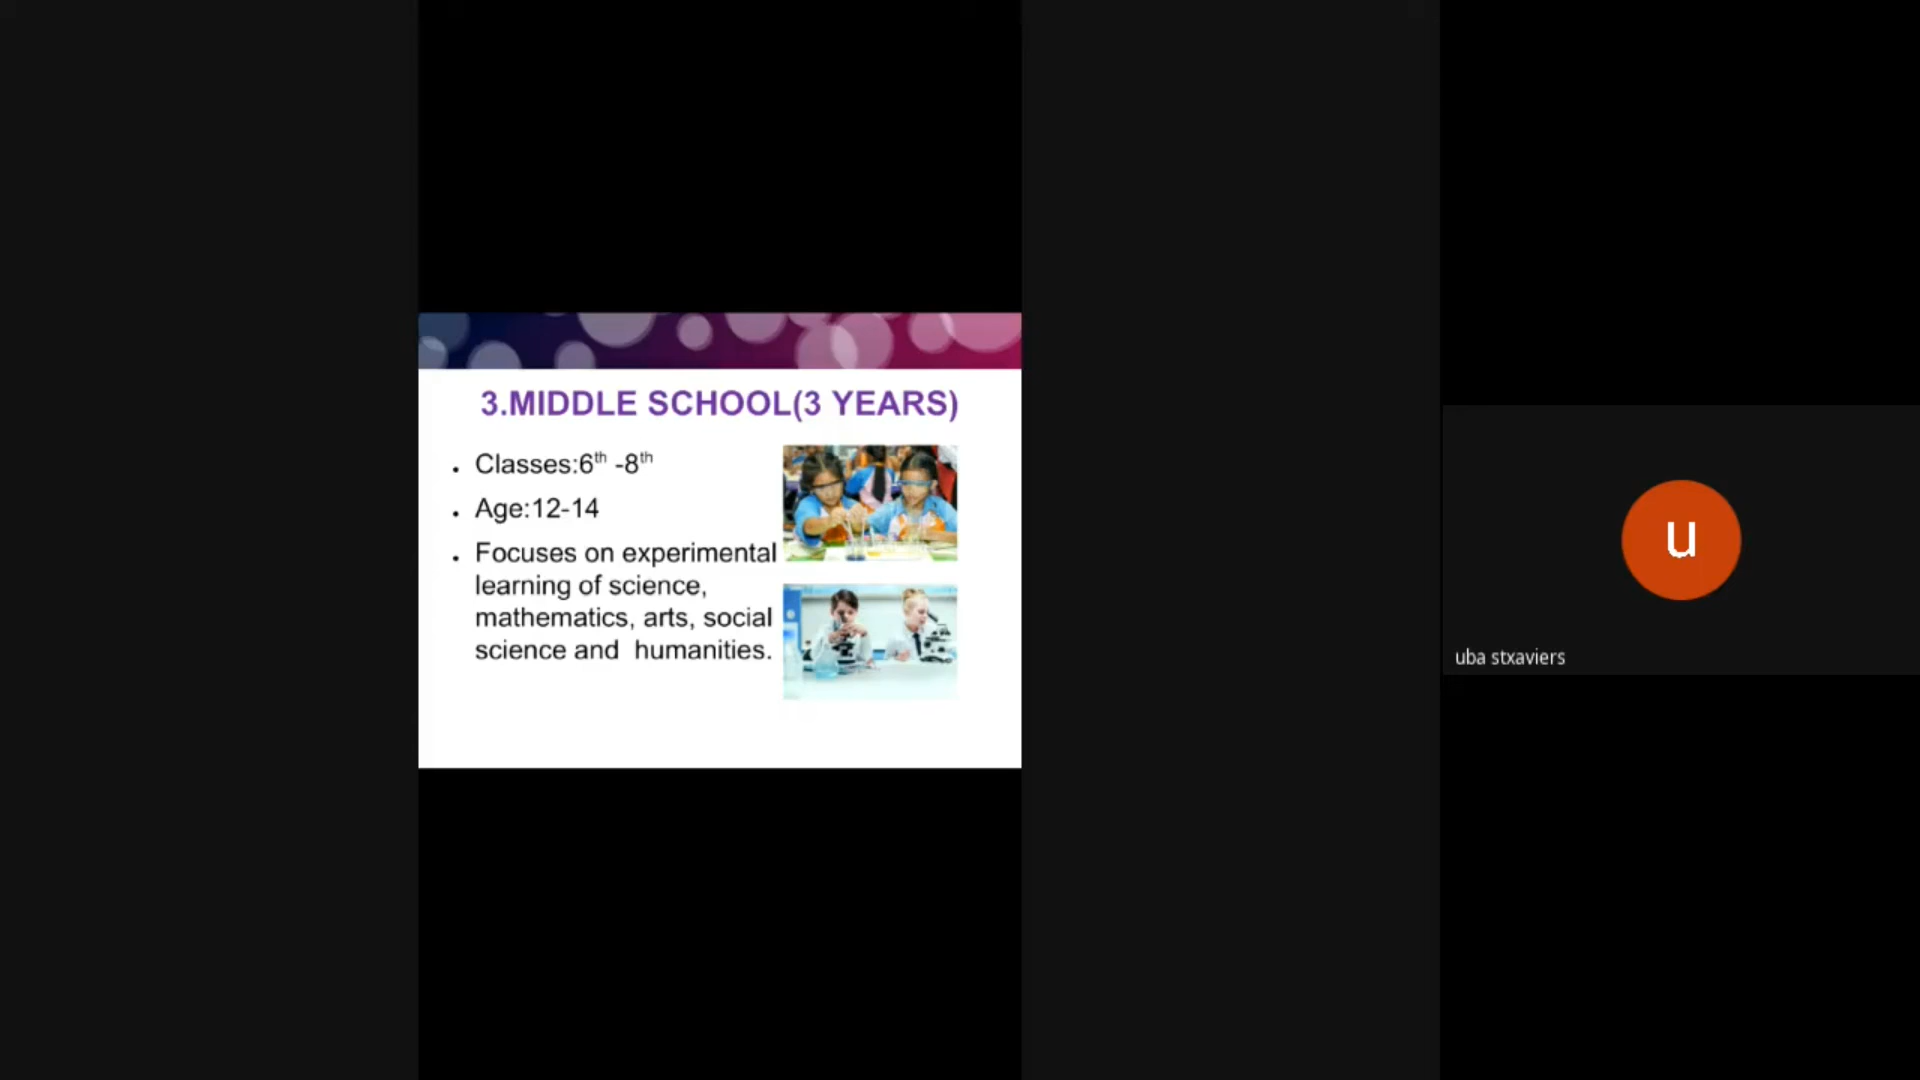 3.MIDDLE SCHOOL(3 YEARS)
• Classes:6th -8th
• Age:12-14
• Focuses on experimental
learning of science,
mathematics, arts, social
science and humanities.
u
uba stxaviers